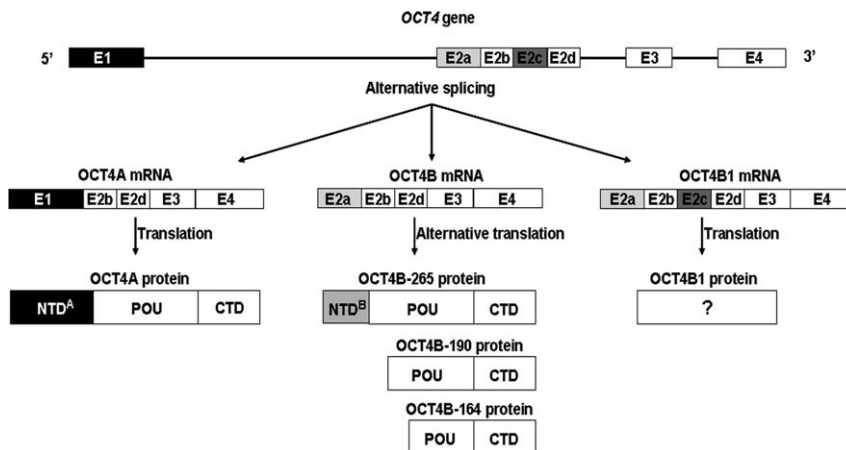 OCT4 gene
5’ E1 E2a E2b E2c E2d E3 E4 3’
Alternative splicing
OCT4A mRNA OCT4B mRNA OCT4B1 mRNA
E1 E2b E2d E3 E4 E2a E2b E2d E3 E4 E2a E2b E2c E2d E3 E4
Translation Alternative translation Translation
OCT4A protein OCT4B-265 protein OCT4B1 protein
NTDᴬ POU CTD NTDᴮ POU CTD ?
OCT4B-190 protein
POU CTD
OCT4B-164 protein
POU CTD